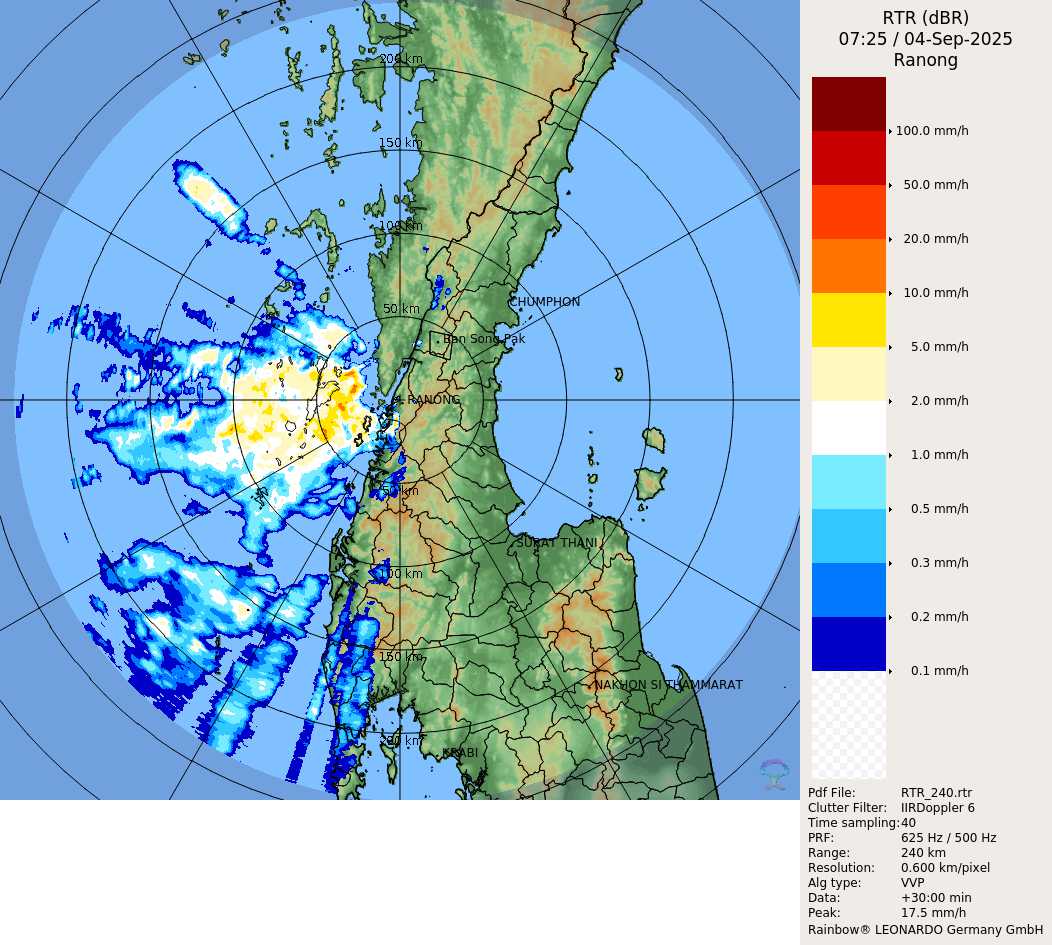 RTR (dBR)
07:25 / 04-Sep-2025
Ranong
200 km
150 km
100 km
50 km
CHUMPHON
Ban Song Pak
RANONG
50 km
SURAT THANI
100 km
150 km
NAKHON SI THAMMARAT
200 km
KRABI
100.0 mm/h
50.0 mm/h
20.0 mm/h
10.0 mm/h
5.0 mm/h
2.0 mm/h
1.0 mm/h
0.5 mm/h
0.3 mm/h
0.2 mm/h
0.1 mm/h
Pdf File: RTR_240.rtr
Clutter Filter: IIRDoppler 6
Time sampling:40
PRF: 625 Hz / 500 Hz
Range: 240 km
Resolution: 0.600 km/pixel
Alg type: VVP
Data: +30:00 min
Peak: 17.5 mm/h
Rainbow® LEONARDO Germany GmbH